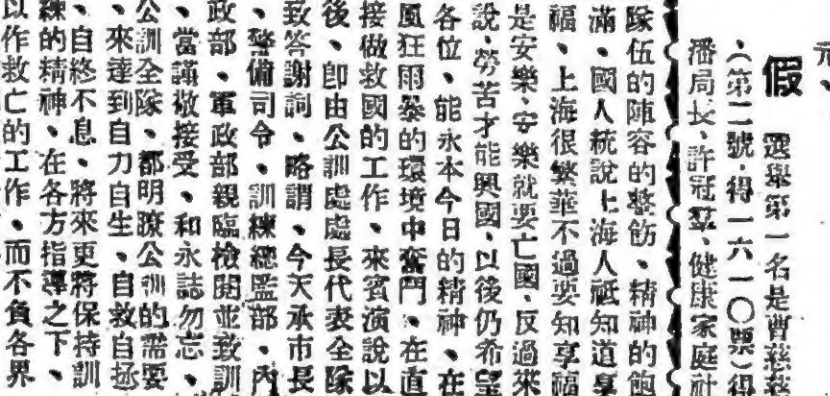 元、
假 選舉第一名是曹慈
、(第二號得一六一〇票)得
潘局長、許冠羣、健康家庭社
隊伍的陣容的整飭、精神的飽
滿、國人統說上海人祗知道享
福、上海很繁華不過要知享福
是安樂、安樂就要亡國、反過來
說、勞苦才能興國、以後仍希望
各位、能永本今日的精神、在
風狂雨暴的環境中奮鬥、在直
接做救國的工作、來賓演說以
後、卽由公訓處處長代表全隊
致答謝詞、略謂、今天承市長
、警備司令、訓練總監部、內
政部、軍政部親臨檢閱並致訓
、當謹敬接受、和永誌勿忘、
公訓全隊、都明瞭公訓的需要
、來達到自力自生、自救自拯
、自終不息、將來更將保持訓
練的精神、在各方指導之下、
以作救亡的工作、而不負各界